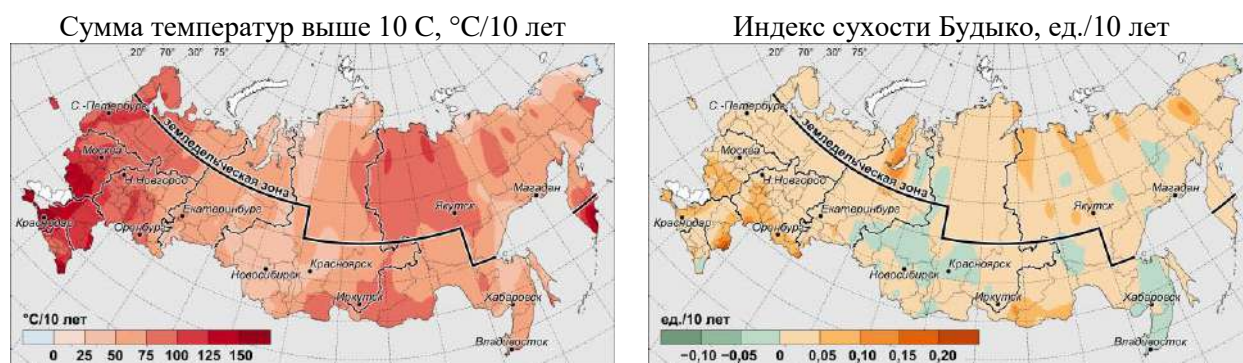 Сумма температур выше 10 С, °С/10 лет
20° 30° 75°
С.-Петербург
земледельческая зона
Москва
Н.Новгород
Магадан
Якутск
Краснодар
Екатеринбург
Оренбург
Красноярск
Новосибирск
Иркутск
Хабаровск
Владивосток
°С/10 лет
0 25 50 75 100 125 150
Индекс сухости Будыко, ед./10 лет
20° 30° 75°
С.-Петербург
земледельческая зона
Москва
Н.Новгород
Магадан
Якутск
Краснодар
Екатеринбург
Оренбург
Красноярск
Новосибирск
Иркутск
Хабаровск
Владивосток
ед./10 лет
−0,10 −0,05 0 0,05 0,10 0,15 0,20